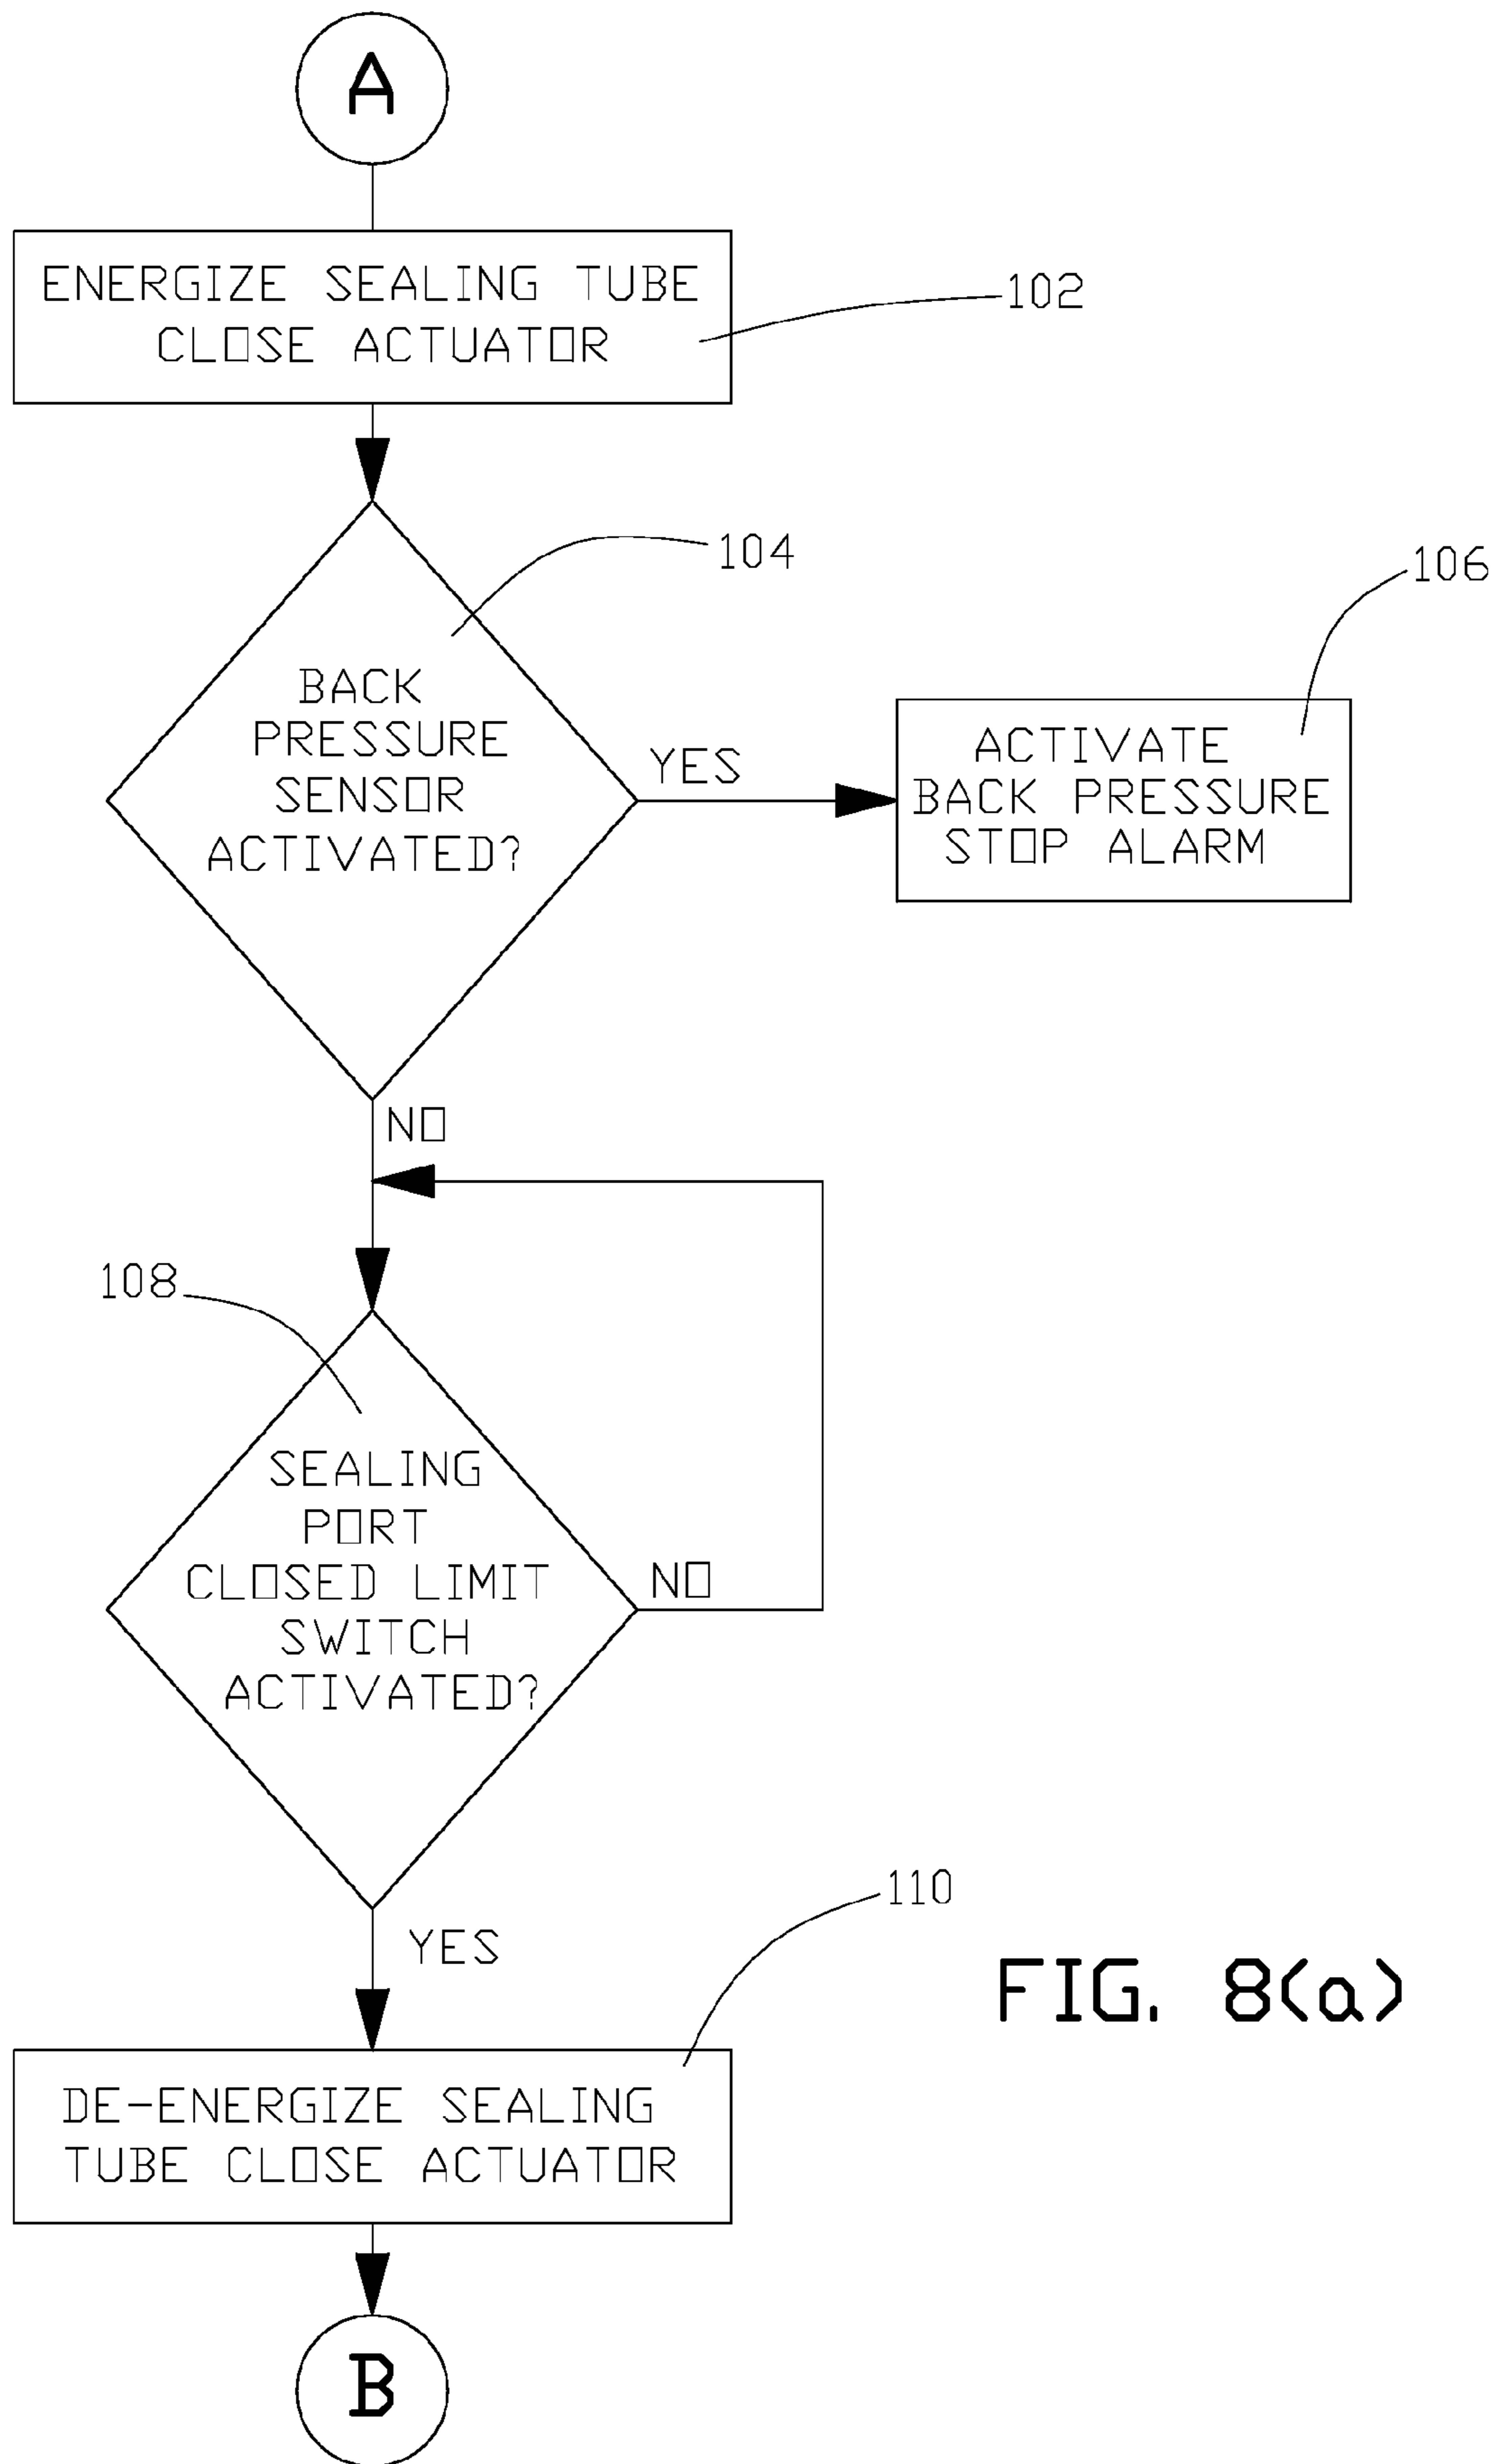 A
ENERGIZE SEALING TUBE
CLOSE ACTUATOR
102
104
BACK
PRESSURE
SENSOR
ACTIVATED?
YES
106
ACTIVATE
BACK PRESSURE
STOP ALARM
NO
108
SEALING
PORT
CLOSED LIMIT
SWITCH
ACTIVATED?
NO
YES
110
DE-ENERGIZE SEALING
TUBE CLOSE ACTUATOR
B
FIG. 8(a)